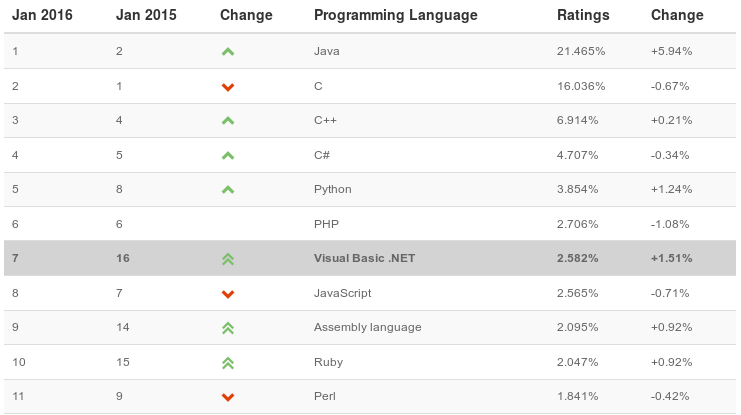 Jan 2016 Jan 2015 Change Programming Language Ratings Change
1 2 Java 21.465% +5.94%
2 1 C 16.036% -0.67%
3 4 C++ 6.914% +0.21%
4 5 C# 4.707% -0.34%
5 8 Python 3.854% +1.24%
6 6 PHP 2.706% -1.08%
7 16 Visual Basic .NET 2.582% +1.51%
8 7 JavaScript 2.565% -0.71%
9 14 Assembly language 2.095% +0.92%
10 15 Ruby 2.047% +0.92%
11 9 Perl 1.841% -0.42%